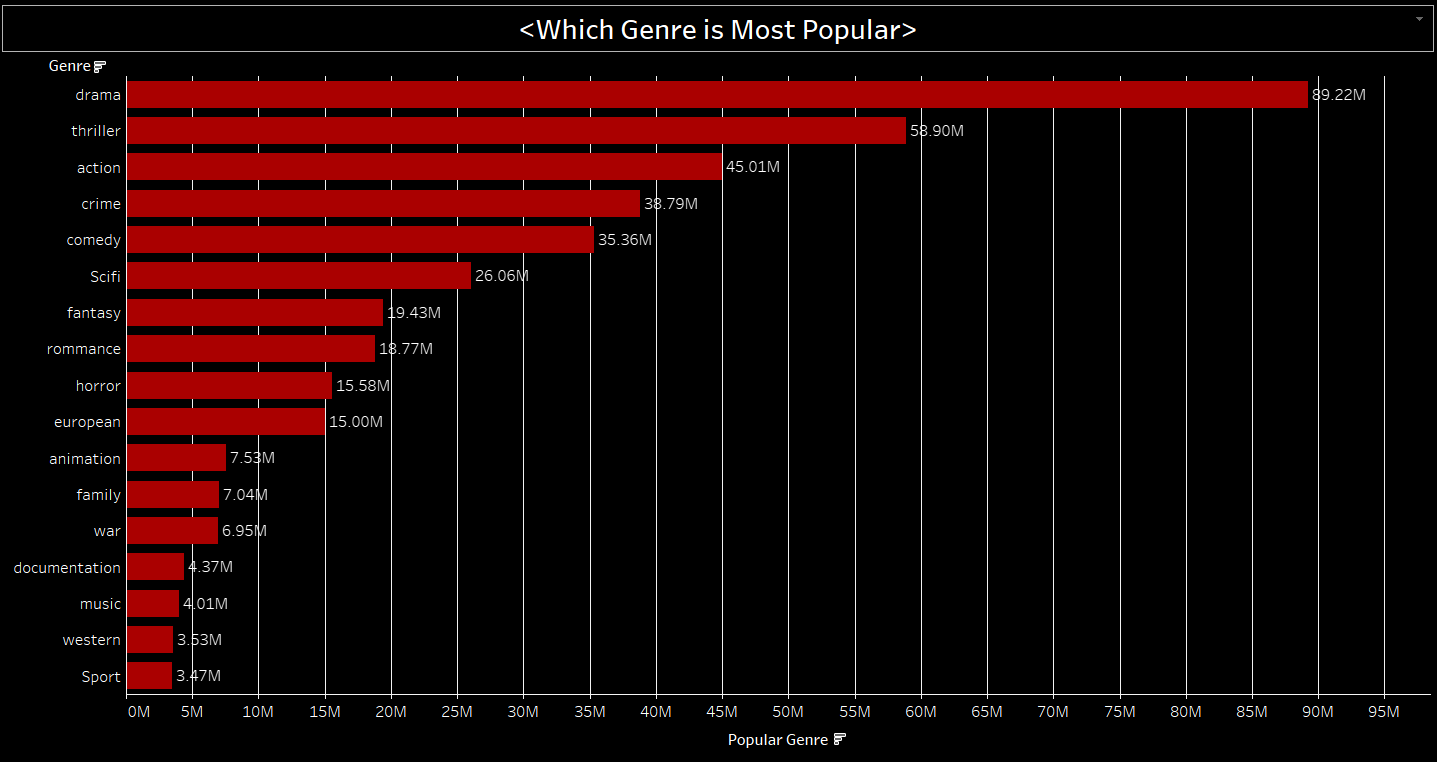 <Which Genre is Most Popular>
Genre
drama 89.22M
thriller 58.90M
action 45.01M
crime 38.79M
comedy 35.36M
Scifi 26.06M
fantasy 19.43M
rommance 18.77M
horror 15.58M
european 15.00M
animation 7.53M
family 7.04M
war 6.95M
documentation 4.37M
music 4.01M
western 3.53M
Sport 3.47M
0M 5M 10M 15M 20M 25M 30M 35M 40M 45M 50M 55M 60M 65M 70M 75M 80M 85M 90M 95M
Popular Genre